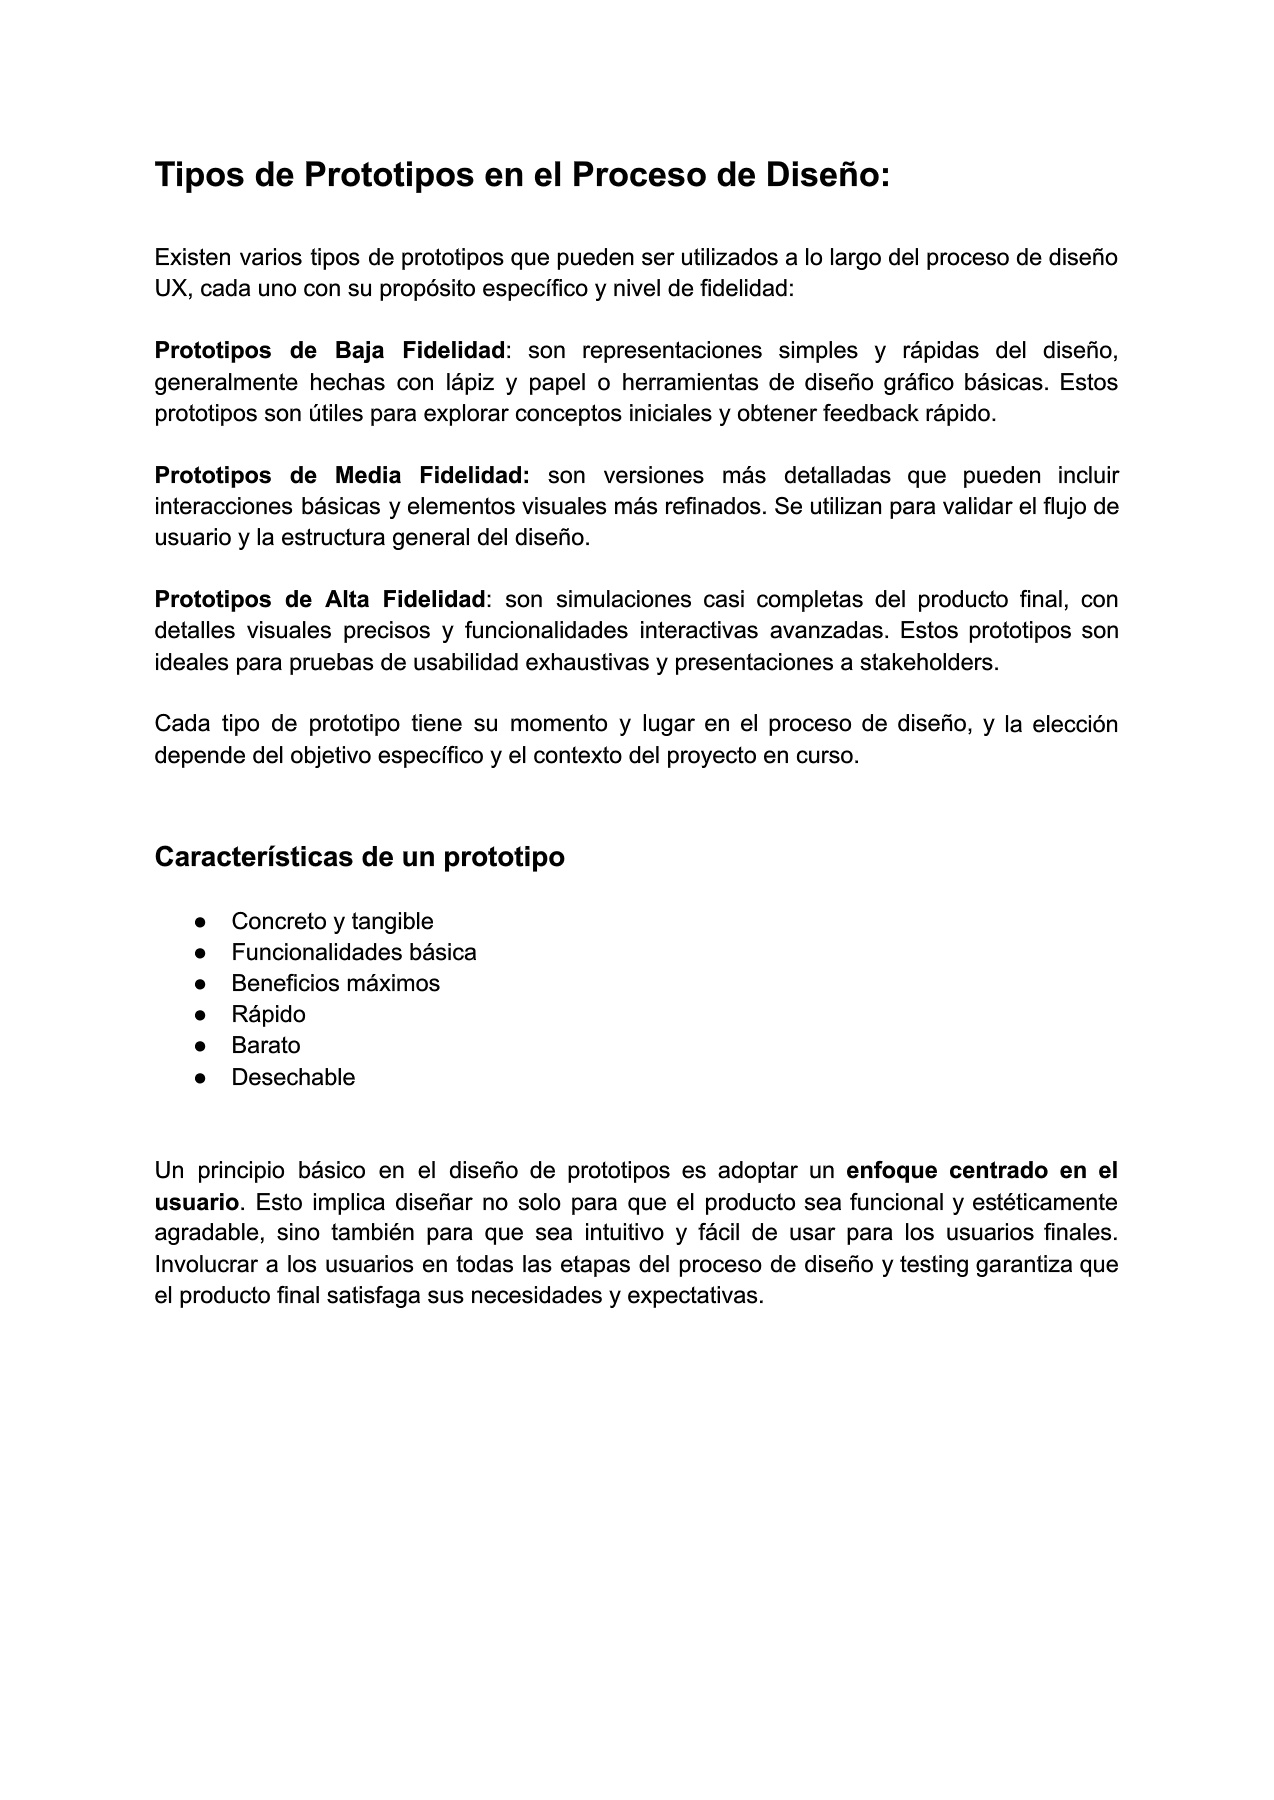 Tipos de Prototipos en el Proceso de Diseño:
Existen varios tipos de prototipos que pueden ser utilizados a lo largo del proceso de diseño
UX, cada uno con su propósito específico y nivel de fidelidad:
Prototipos de Baja Fidelidad: son representaciones simples y rápidas del diseño,
generalmente hechas con lápiz y papel o herramientas de diseño gráfico básicas. Estos
prototipos son útiles para explorar conceptos iniciales y obtener feedback rápido.
Prototipos de Media Fidelidad: son versiones más detalladas que pueden incluir
interacciones básicas y elementos visuales más refinados. Se utilizan para validar el flujo de
usuario y la estructura general del diseño.
Prototipos de Alta Fidelidad: son simulaciones casi completas del producto final, con
detalles visuales precisos y funcionalidades interactivas avanzadas. Estos prototipos son
ideales para pruebas de usabilidad exhaustivas y presentaciones a stakeholders.
Cada tipo de prototipo tiene su momento y lugar en el proceso de diseño, y la elección
depende del objetivo específico y el contexto del proyecto en curso.
Características de un prototipo
● Concreto y tangible
● Funcionalidades básica
● Beneficios máximos
● Rápido
● Barato
● Desechable
Un principio básico en el diseño de prototipos es adoptar un enfoque centrado en el
usuario. Esto implica diseñar no solo para que el producto sea funcional y estéticamente
agradable, sino también para que sea intuitivo y fácil de usar para los usuarios finales.
Involucrar a los usuarios en todas las etapas del proceso de diseño y testing garantiza que
el producto final satisfaga sus necesidades y expectativas.